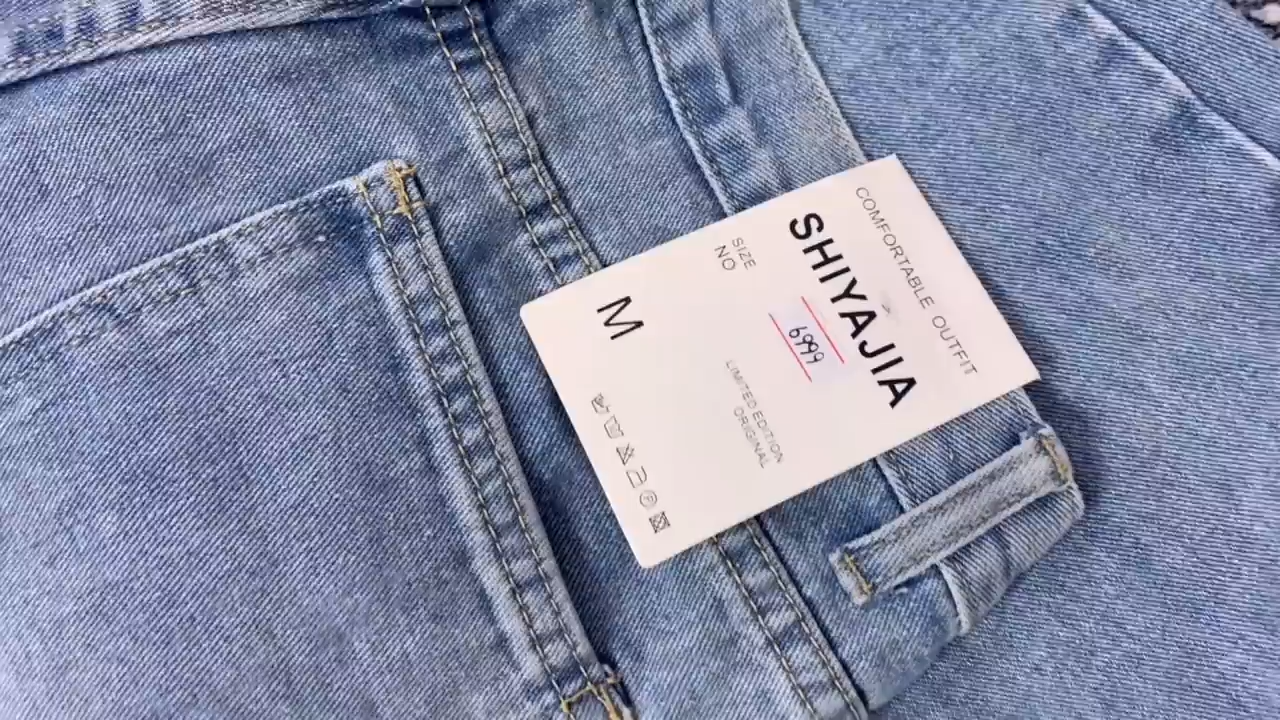 COMFORTABLE OUTFIT
SHIYAJIA
6999
SIZE
NO
M
LIMITED EDITION
ORIGINAL